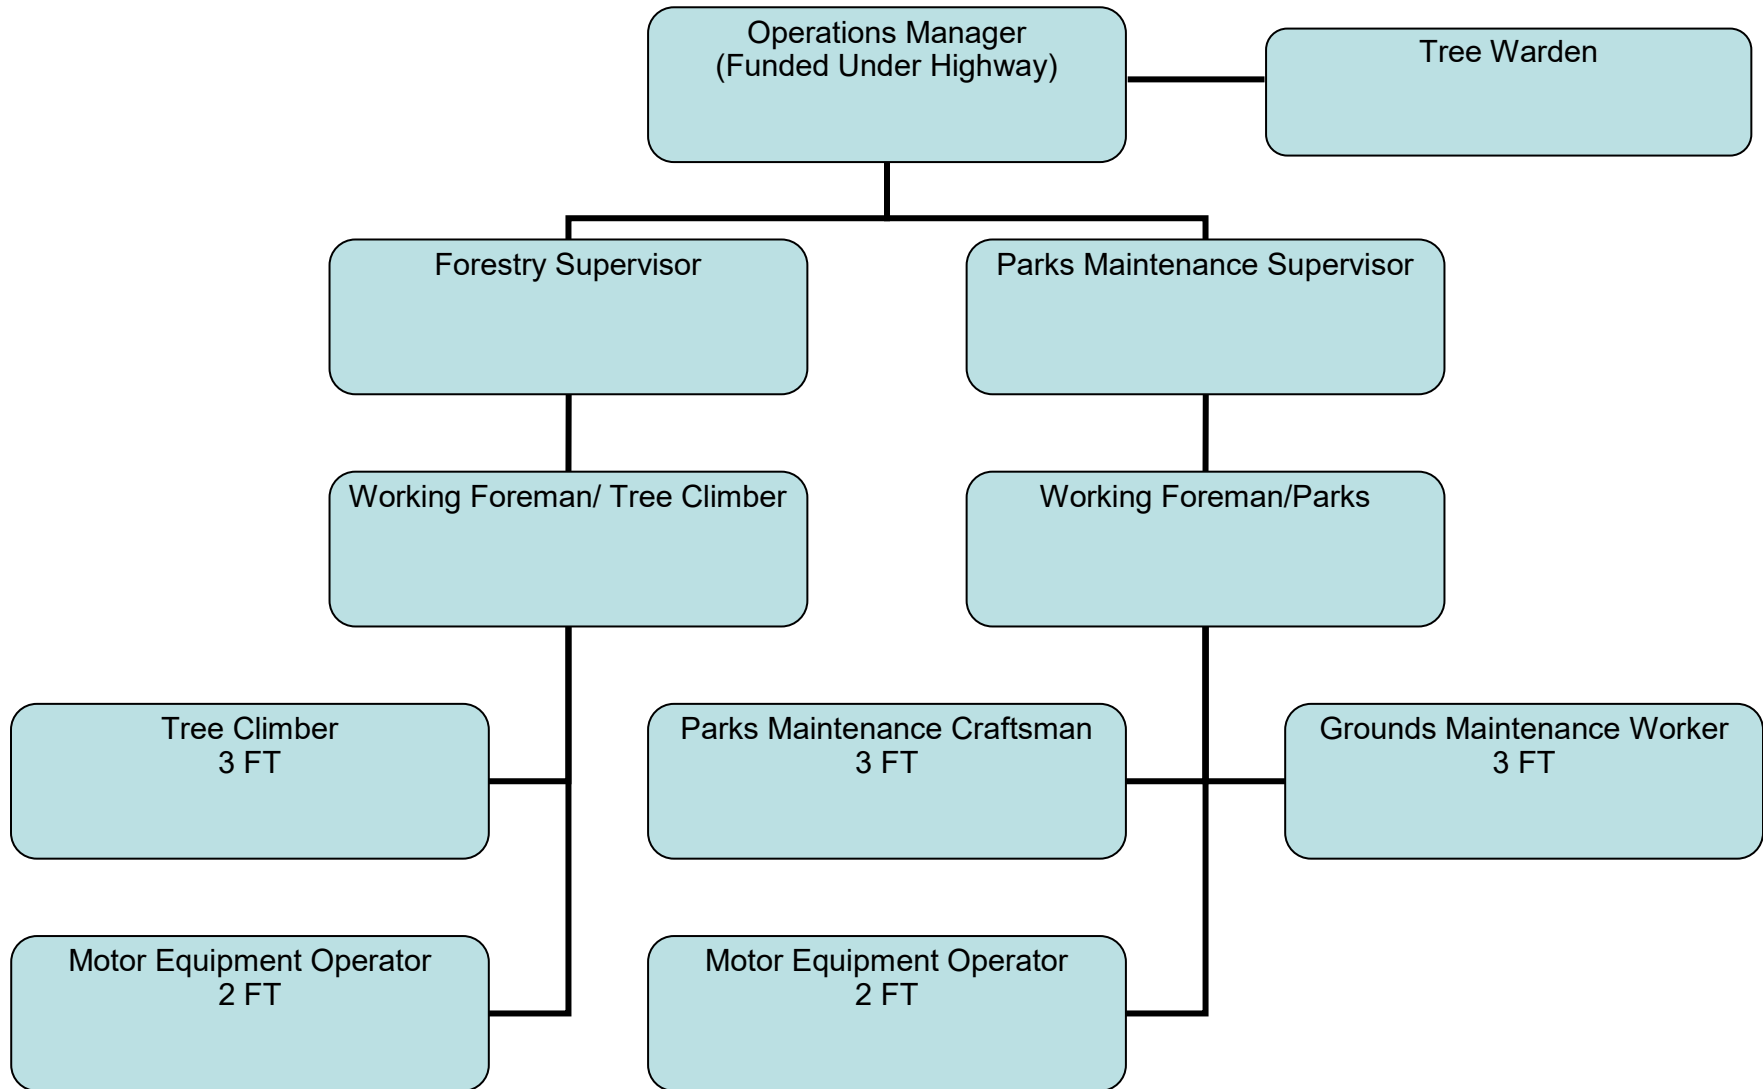 Operations Manager
(Funded Under Highway)
Tree Warden
Forestry Supervisor
Parks Maintenance Supervisor
Working Foreman/ Tree Climber
Working Foreman/Parks
Tree Climber
3 FT
Parks Maintenance Craftsman
3 FT
Grounds Maintenance Worker
3 FT
Motor Equipment Operator
2 FT
Motor Equipment Operator
2 FT